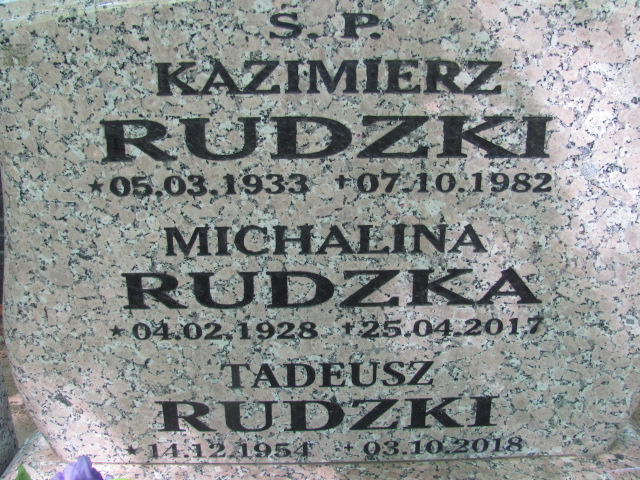 Ś. P.
KAZIMIERZ
RUDZKI
* 05.03.1933 + 07.10.1982
MICHALINA
RUDZKA
* 04.02.1928 + 25.04.2017
TADEUSZ
RUDZKI
* 14.12.1954 + 03.10.2018